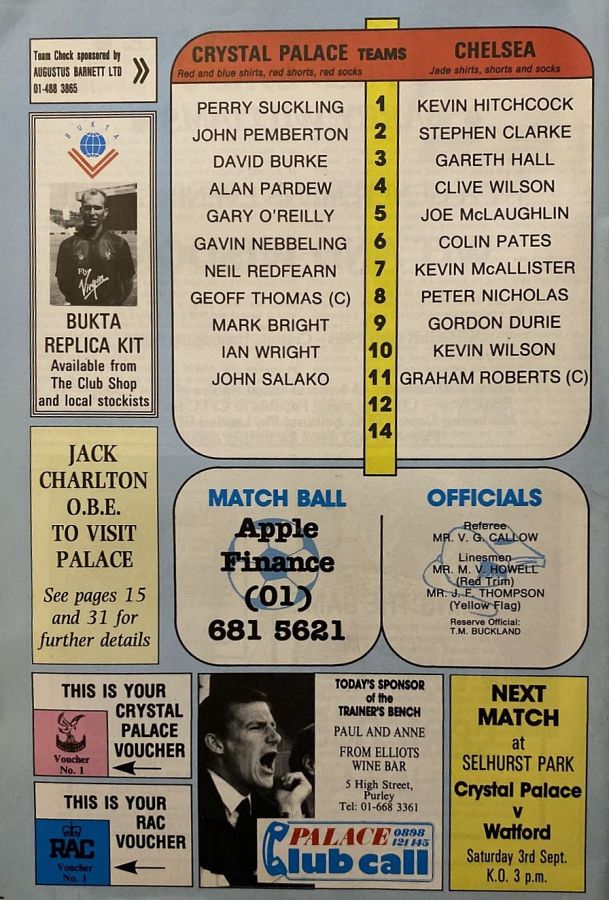 Team Check sponsored by
AUGUSTUS BARNETT LTD
01-488 3865
CRYSTAL PALACE TEAMS CHELSEA
Red and blue shirts, red shorts, red socks
Jade shirts, shorts and socks
PERRY SUCKLING 1 KEVIN HITCHCOCK
JOHN PEMBERTON 2 STEPHEN CLARKE
DAVID BURKE 3 GARETH HALL
ALAN PARDEW 4 CLIVE WILSON
GARY O'REILLY 5 JOE McLAUGHLIN
GAVIN NEBBELING 6 COLIN PATES
NEIL REDFEARN 7 KEVIN McALLISTER
GEOFF THOMAS (C) 8 PETER NICHOLAS
MARK BRIGHT 9 GORDON DURIE
IAN WRIGHT 10 KEVIN WILSON
JOHN SALAKO 11 GRAHAM ROBERTS (C)
12
14
BUKTA
Fly
Virgin
BUKTA
REPLICA KIT
Available from
The Club Shop
and local stockists
JACK
CHARLTON
O.B.E.
TO VISIT
PALACE
See pages 15
and 31 for
further details
MATCH BALL
Apple
Finance
(01)
681 5621
OFFICIALS
Referee
MR. V. G. CALLOW
Linesmen
MR. M. V. HOWELL
(Red Trim)
MR. J. F. THOMPSON
(Yellow Flag)
Reserve Official:
T.M. BUCKLAND
THIS IS YOUR
CRYSTAL
PALACE
VOUCHER
Voucher
No. 1
THIS IS YOUR
RAC
VOUCHER
RAC
Voucher
No. 1
TODAY'S SPONSOR
of the
TRAINER'S BENCH
PAUL AND ANNE
FROM ELLIOTS
WINE BAR
5 High Street,
Purley
Tel: 01-668 3361
PALACE 0898
121145
Club call
NEXT
MATCH
at
SELHURST PARK
Crystal Palace
v
Watford
Saturday 3rd Sept.
K.O. 3 p.m.